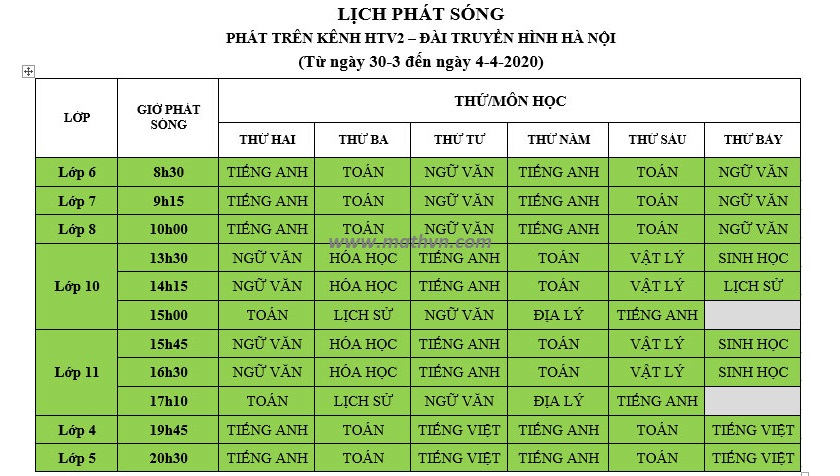 LỊCH PHÁT SÓNG
PHÁT TRÊN KÊNH HTV2 – ĐÀI TRUYỀN HÌNH HÀ NỘI
(Từ ngày 30-3 đến ngày 4-4-2020)
LỚP GIỜ PHÁT SÓNG THỨ/MÔN HỌC
THỨ HAI THỨ BA THỨ TƯ THỨ NĂM THỨ SÁU THỨ BẢY
Lớp 6 8h30 TIẾNG ANH TOÁN NGỮ VĂN TIẾNG ANH TOÁN NGỮ VĂN
Lớp 7 9h15 TIẾNG ANH TOÁN NGỮ VĂN TIẾNG ANH TOÁN NGỮ VĂN
Lớp 8 10h00 TIẾNG ANH TOÁN NGỮ VĂN TIẾNG ANH TOÁN NGỮ VĂN
www.mathvn.com
Lớp 10 13h30 NGỮ VĂN HÓA HỌC TIẾNG ANH TOÁN VẬT LÝ SINH HỌC
14h15 NGỮ VĂN HÓA HỌC TIẾNG ANH TOÁN VẬT LÝ LỊCH SỬ
15h00 TOÁN LỊCH SỬ NGỮ VĂN ĐỊA LÝ TIẾNG ANH
Lớp 11 15h45 NGỮ VĂN HÓA HỌC TIẾNG ANH TOÁN VẬT LÝ SINH HỌC
16h30 NGỮ VĂN HÓA HỌC TIẾNG ANH TOÁN VẬT LÝ SINH HỌC
17h10 TOÁN LỊCH SỬ NGỮ VĂN ĐỊA LÝ TIẾNG ANH
Lớp 4 19h45 TIẾNG ANH TOÁN TIẾNG VIỆT TIẾNG ANH TOÁN TIẾNG VIỆT
Lớp 5 20h30 TIẾNG ANH TOÁN TIẾNG VIỆT TIẾNG ANH TOÁN TIẾNG VIỆT